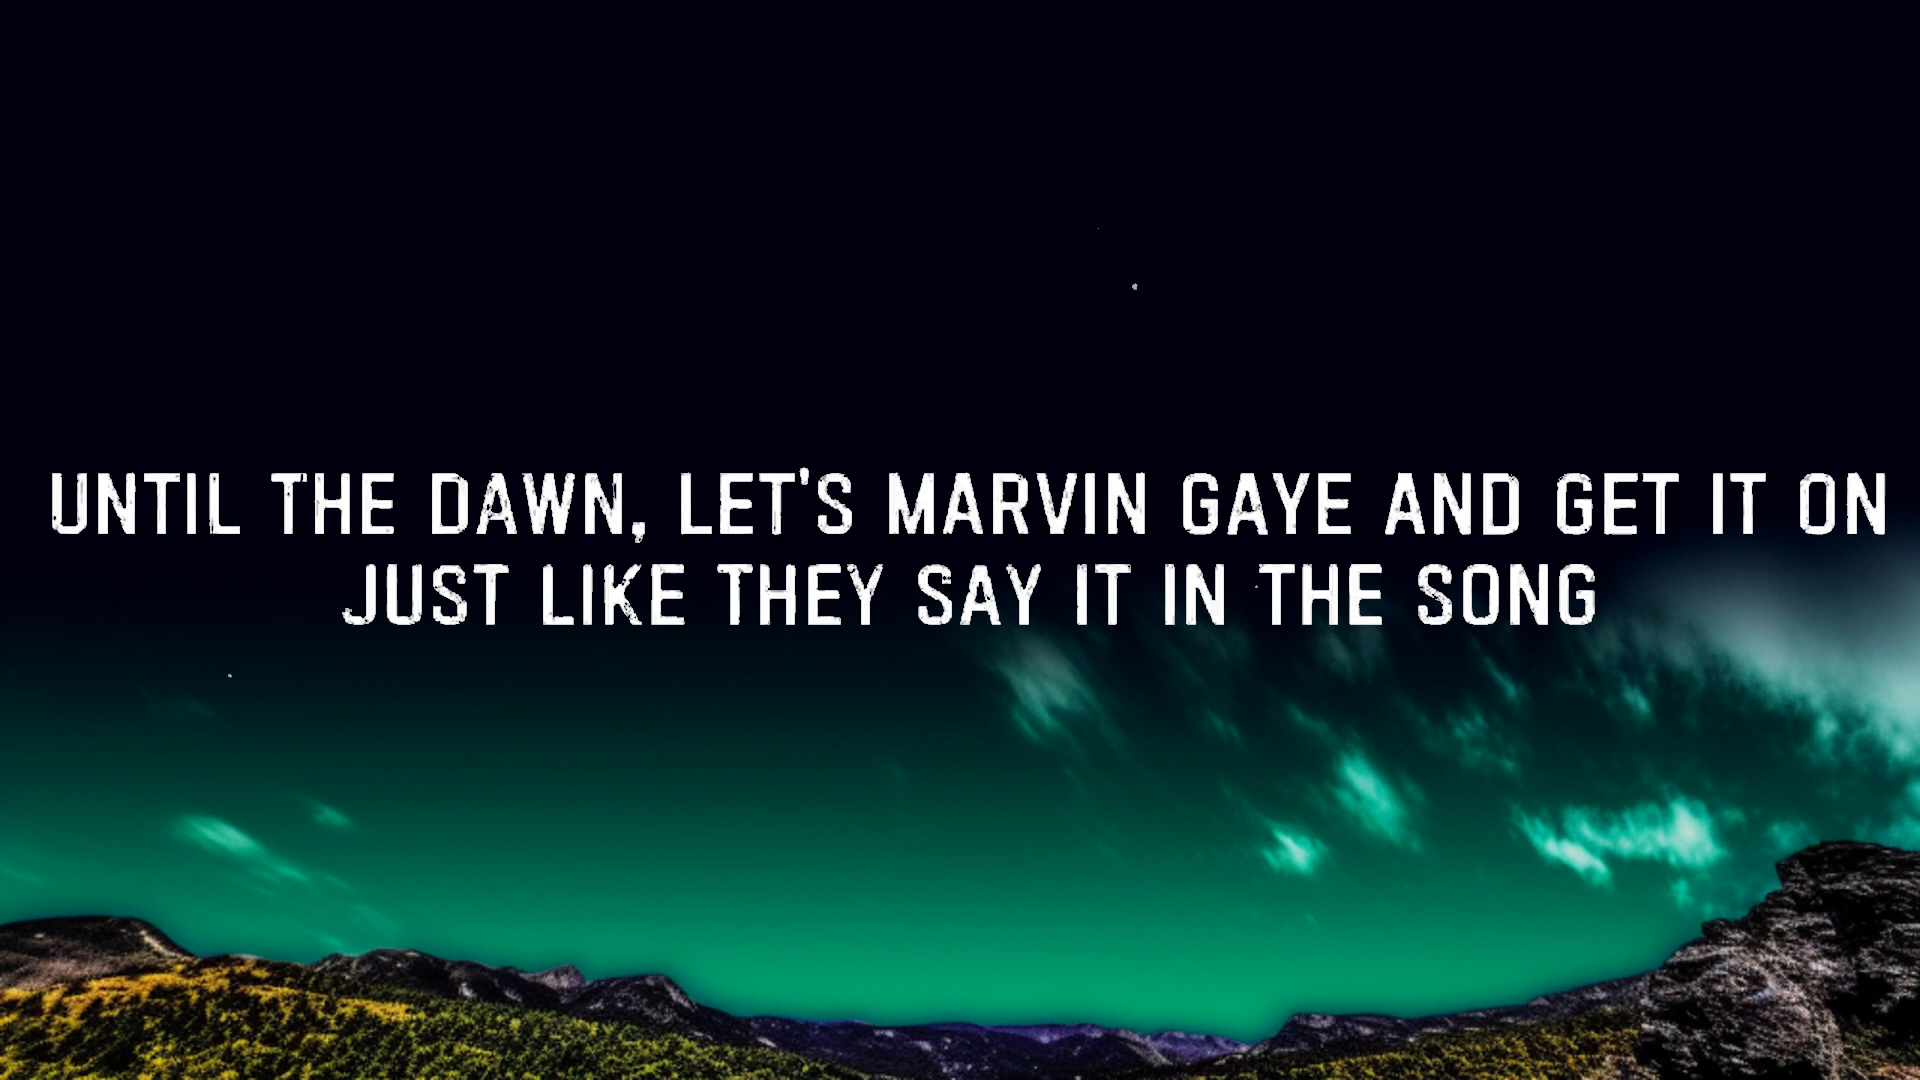 UNTIL THE DAWN, LET'S MARVIN GAYE AND GET IT ON
JUST LIKE THEY SAY IT IN THE SONG